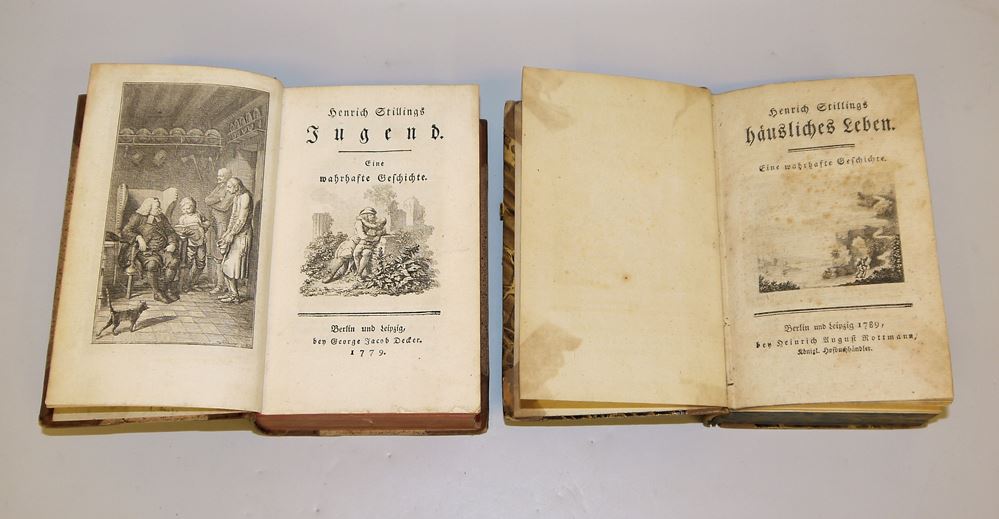 Henrich Stillings
Jugend.
Eine
wahrhafte Geschichte.
Berlin und Leipzig,
bey George Jacob Decker.
1779.
Henrich Stillings
häusliches Leben.
Eine wahrhafte Geschichte.
Berlin und Leipzig 1789,
bey Heinrich August Rottmann,
Königl. Hofbuchhändler.